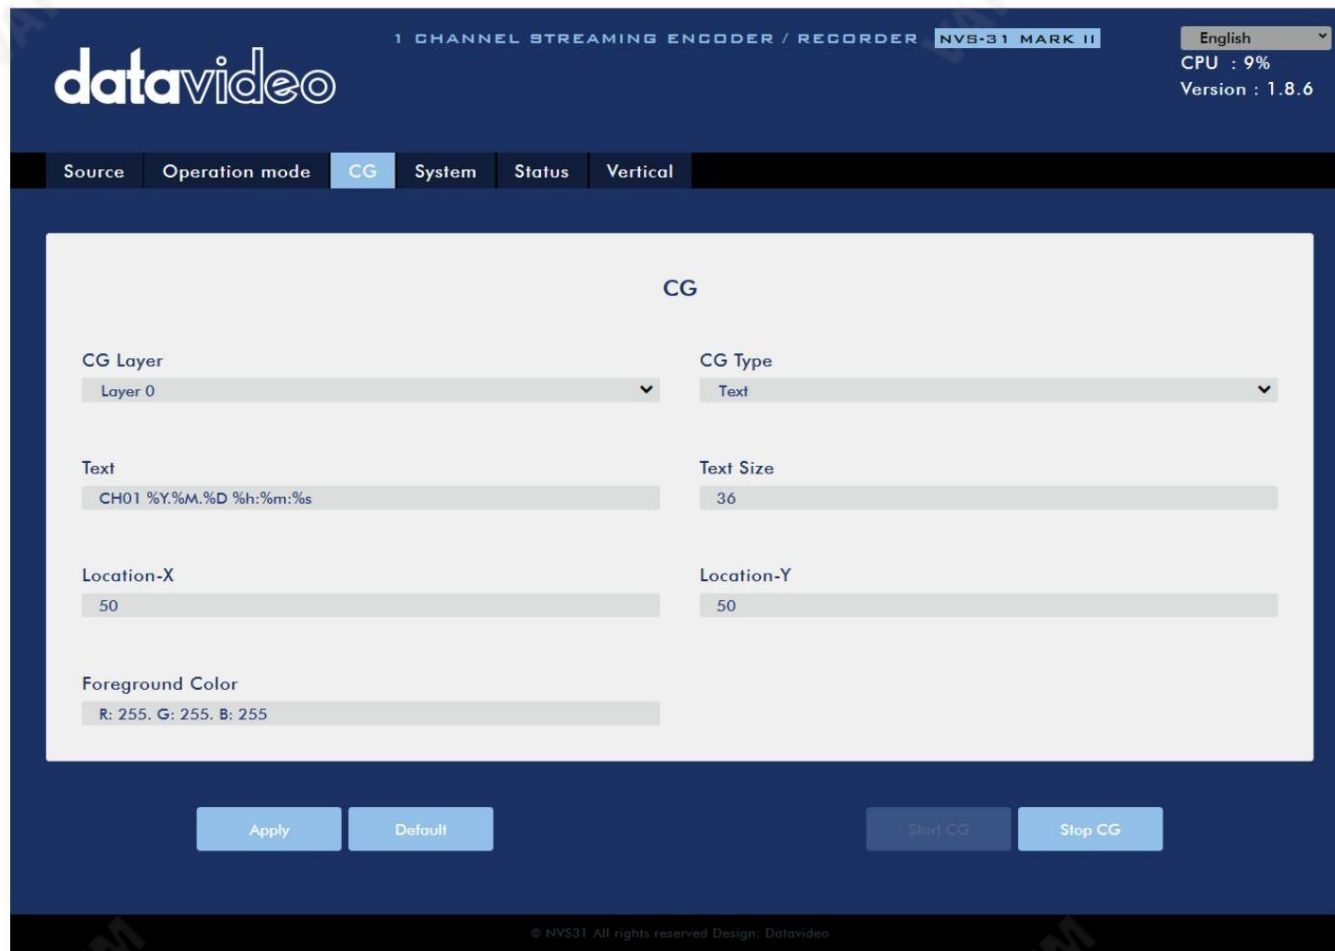 1 CHANNEL STREAMING ENCODER / RECORDER NVS-31 MARK II
English
CPU : 9%
Version : 1.8.6
datavideo
Source Operation mode CG System Status Vertical
CG
CG Layer CG Type
Layer 0 Text
Text Text Size
CH01 %Y.%M.%D %h:%m:%s 36
Location-X Location-Y
50 50
Foreground Color
R: 255. G: 255. B: 255
Apply Default Start CG Stop CG
© NVS31 All rights reserved Design: Datavideo